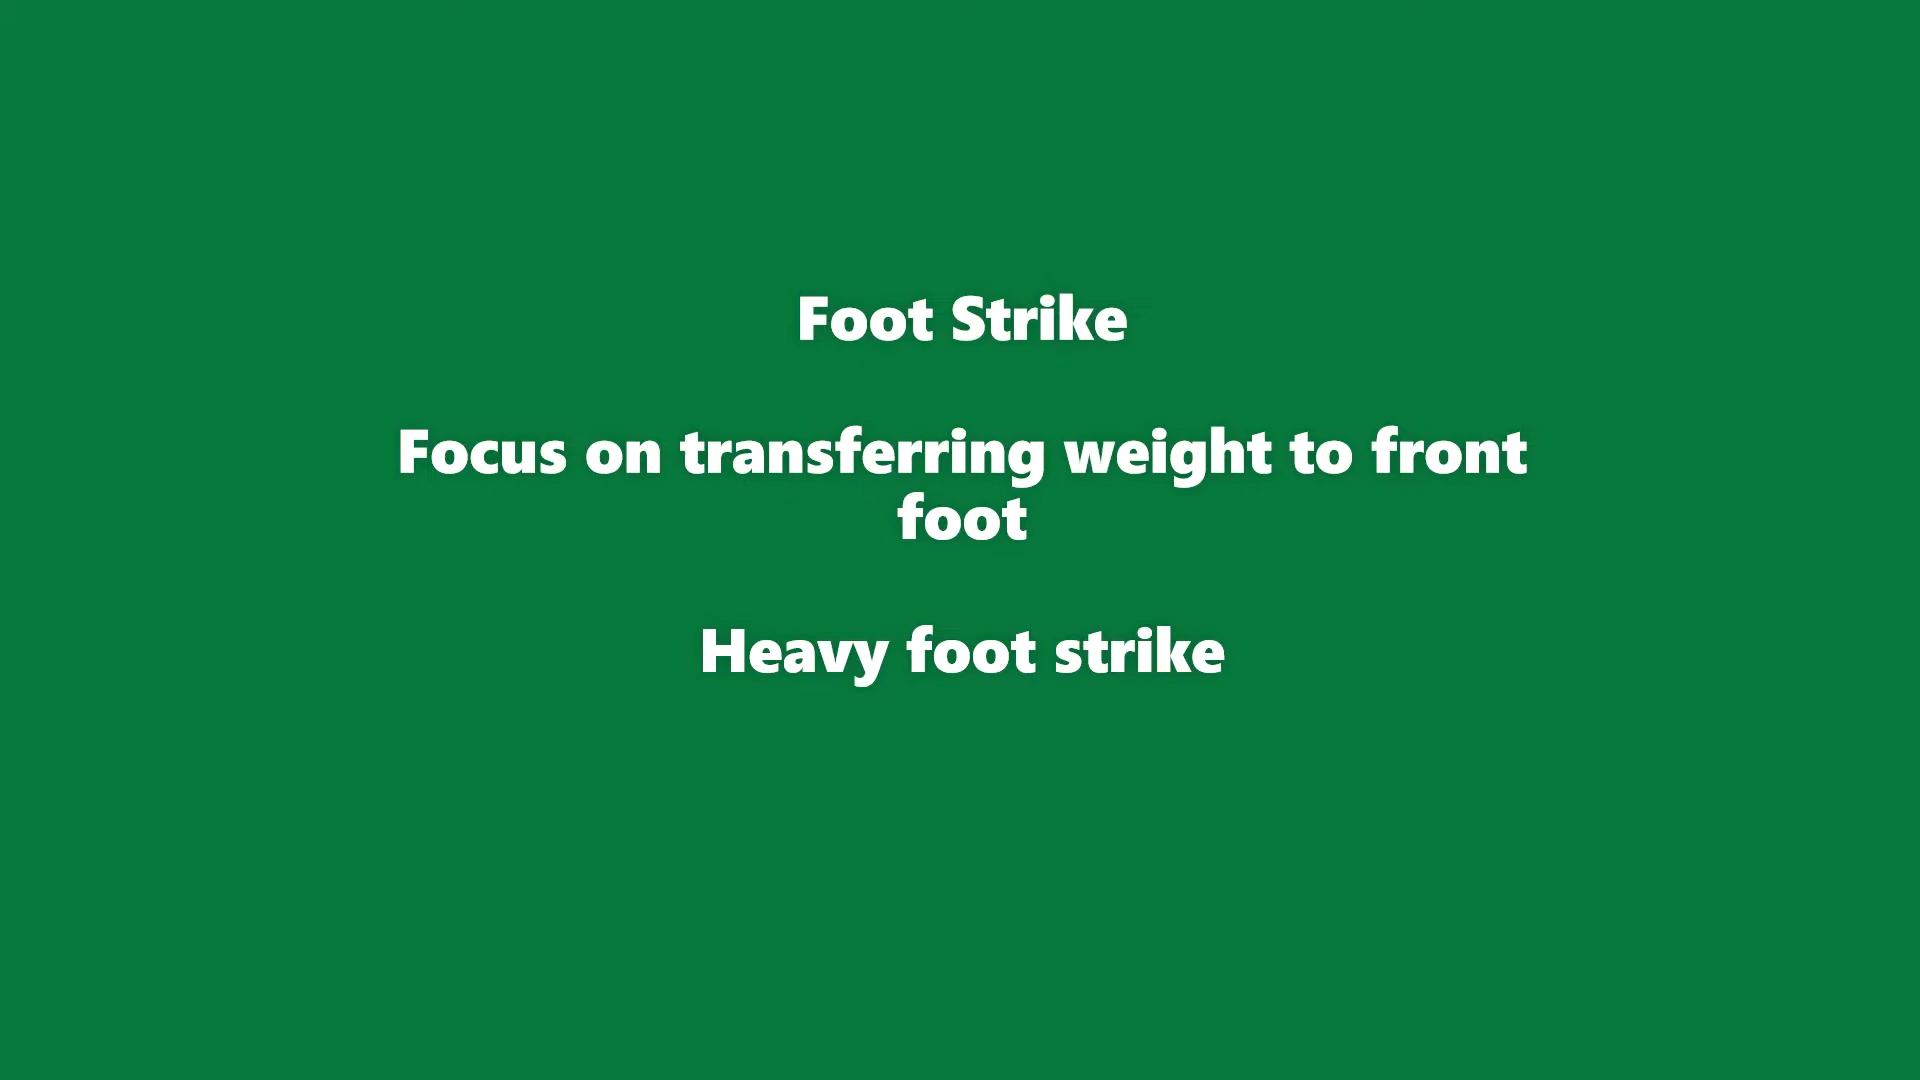 Foot Strike
Focus on transferring weight to front
foot
Heavy foot strike